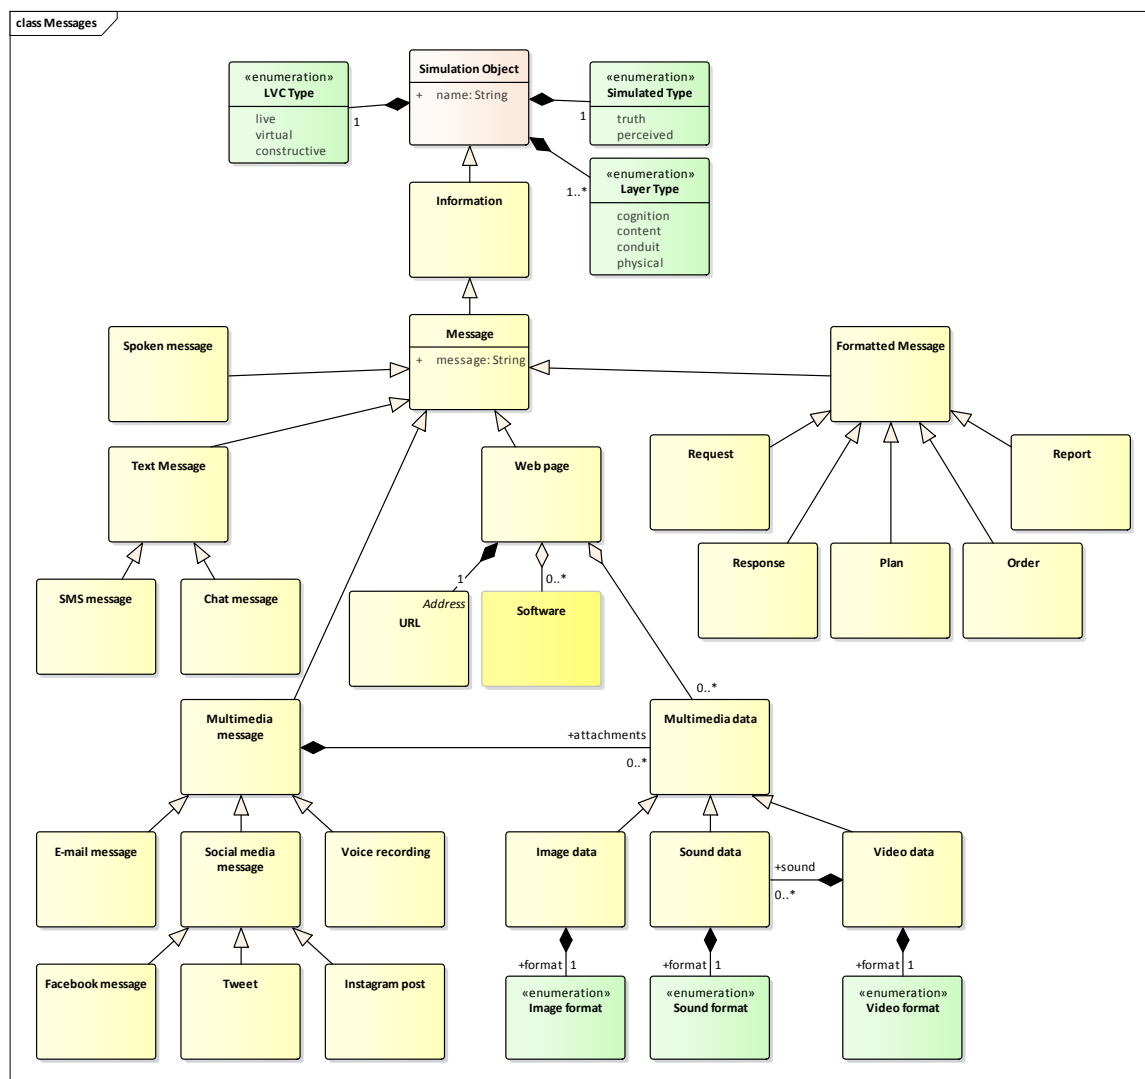 class Messages
«enumeration»
LVC Type
live
virtual
constructive
1
Simulation Object
+ name: String
«enumeration»
Simulated Type
truth
perceived
1
«enumeration»
Layer Type
cognition
content
conduit
physical
1..*
Information
Message
+ message: String
Spoken message
Formatted Message
Text Message
Web page
Request
Report
Response
Plan
Order
SMS message
Chat message
1
Address
URL
0..*
Software
0..*
Multimedia
message
+attachments
0..*
Multimedia data
E-mail message
Social media
message
Voice recording
Image data
Sound data
+sound
0..*
Video data
Facebook message
Tweet
Instagram post
+format 1
«enumeration»
Image format
+format 1
«enumeration»
Sound format
+format 1
«enumeration»
Video format